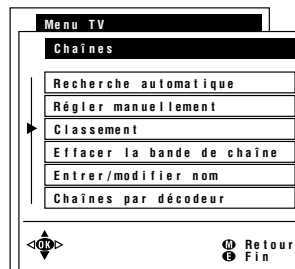 Menu TV
Chaînes
Recherche automatique
Régler manuellement
Classement
Effacer la bande de chaîne
Entrer/modifier nom
Chaînes par décodeur
OK
M Retour
E Fin